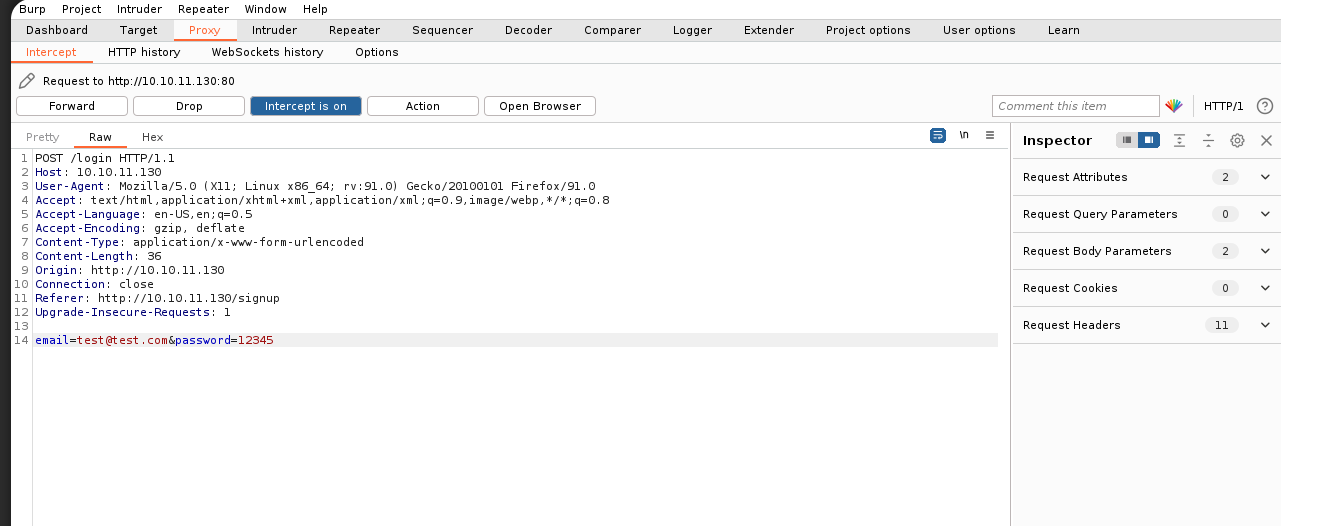 Burp Project Intruder Repeater Window Help
Dashboard Target Proxy Intruder Repeater Sequencer Decoder Comparer Logger Extender Project options User options Learn
Intercept HTTP history WebSockets history Options
Request to http://10.10.11.130:80
Forward Drop Intercept is on Action Open Browser Comment this item HTTP/1 ?
Pretty Raw Hex \n ≡
Inspector
1 POST /login HTTP/1.1
2 Host: 10.10.11.130
3 User-Agent: Mozilla/5.0 (X11; Linux x86_64; rv:91.0) Gecko/20100101 Firefox/91.0
4 Accept: text/html,application/xhtml+xml,application/xml;q=0.9,image/webp,*/*;q=0.8
5 Accept-Language: en-US,en;q=0.5
6 Accept-Encoding: gzip, deflate
7 Content-Type: application/x-www-form-urlencoded
8 Content-Length: 36
9 Origin: http://10.10.11.130
10 Connection: close
11 Referer: http://10.10.11.130/signup
12 Upgrade-Insecure-Requests: 1
13
14 email=test@test.com&password=12345
Request Attributes 2
Request Query Parameters 0
Request Body Parameters 2
Request Cookies 0
Request Headers 11